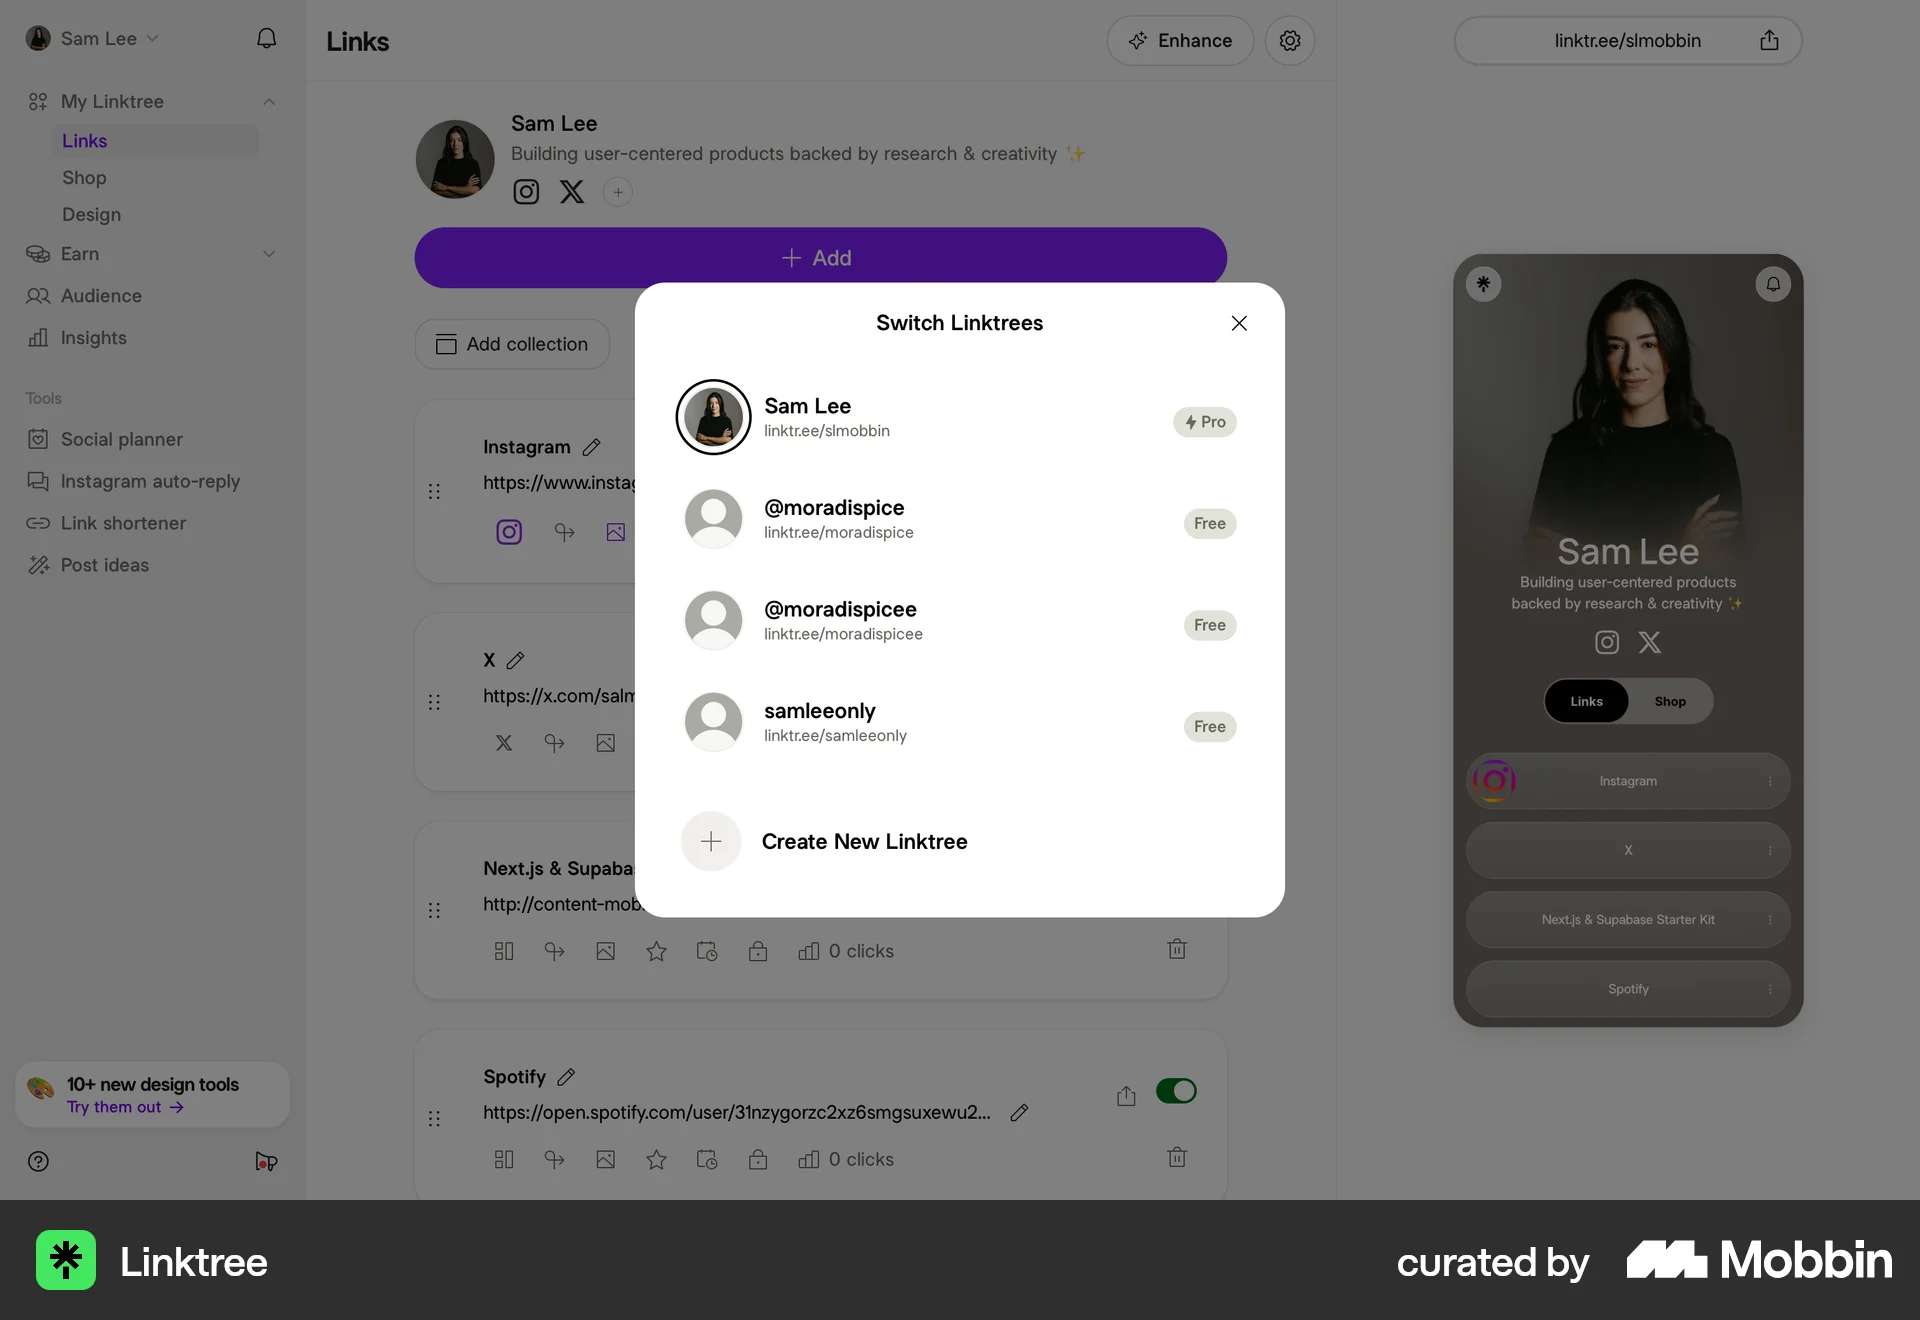 Sam Lee
My Linktree
Links
Shop
Design
Earn
Audience
Insights
Tools
Social planner
Instagram auto-reply
Link shortener
Post ideas
10+ new design tools
Try them out →
Links
Enhance
Sam Lee
Building user-centered products backed by research & creativity ✨
+ Add
Add collection
Instagram
https://www.instag
X
https://x.com/salm
Next.js & Supaba
http://content-mob
0 clicks
Spotify
https://open.spotify.com/user/31nzygorzc2xz6smgsuxewu2...
0 clicks
Switch Linktrees
Sam Lee
linktr.ee/slmobbin
Pro
@moradispice
linktr.ee/moradispice
Free
@moradispicee
linktr.ee/moradispicee
Free
samleeonly
linktr.ee/samleeonly
Free
Create New Linktree
linktr.ee/slmobbin
Sam Lee
Building user-centered products
backed by research & creativity ✨
Links
Shop
Instagram
X
Next.js & Supabase Starter Kit
Spotify
Linktree
curated by Mobbin